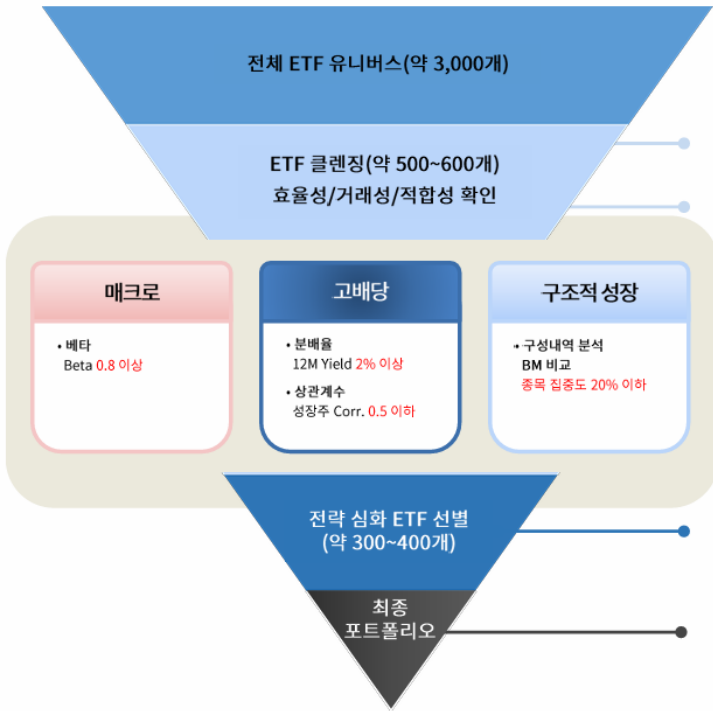 전체 ETF 유니버스(약 3,000개)
ETF 클렌징(약 500~600개)
효율성/거래성/적합성 확인
매크로
• 베타
Beta 0.8 이상
고배당
• 분배율
12M Yield 2% 이상
• 상관계수
성장주 Corr. 0.5 이하
구조적 성장
• 구성내역 분석
BM 비교
종목 집중도 20% 이하
전략 심화 ETF 선별
(약 300~400개)
최종
포트폴리오